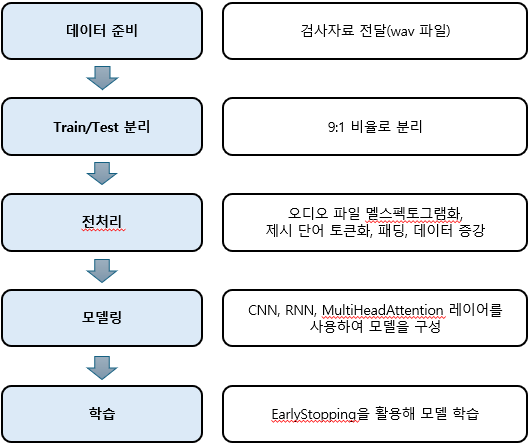 데이터 준비
검사자료 전달(wav 파일)
Train/Test 분리
9:1 비율로 분리
전처리
오디오 파일 멜스펙토그램화,
제시 단어 토큰화, 패딩, 데이터 증강
모델링
CNN, RNN, MultiHeadAttention 레이어를
사용하여 모델을 구성
학습
EarlyStopping을 활용해 모델 학습